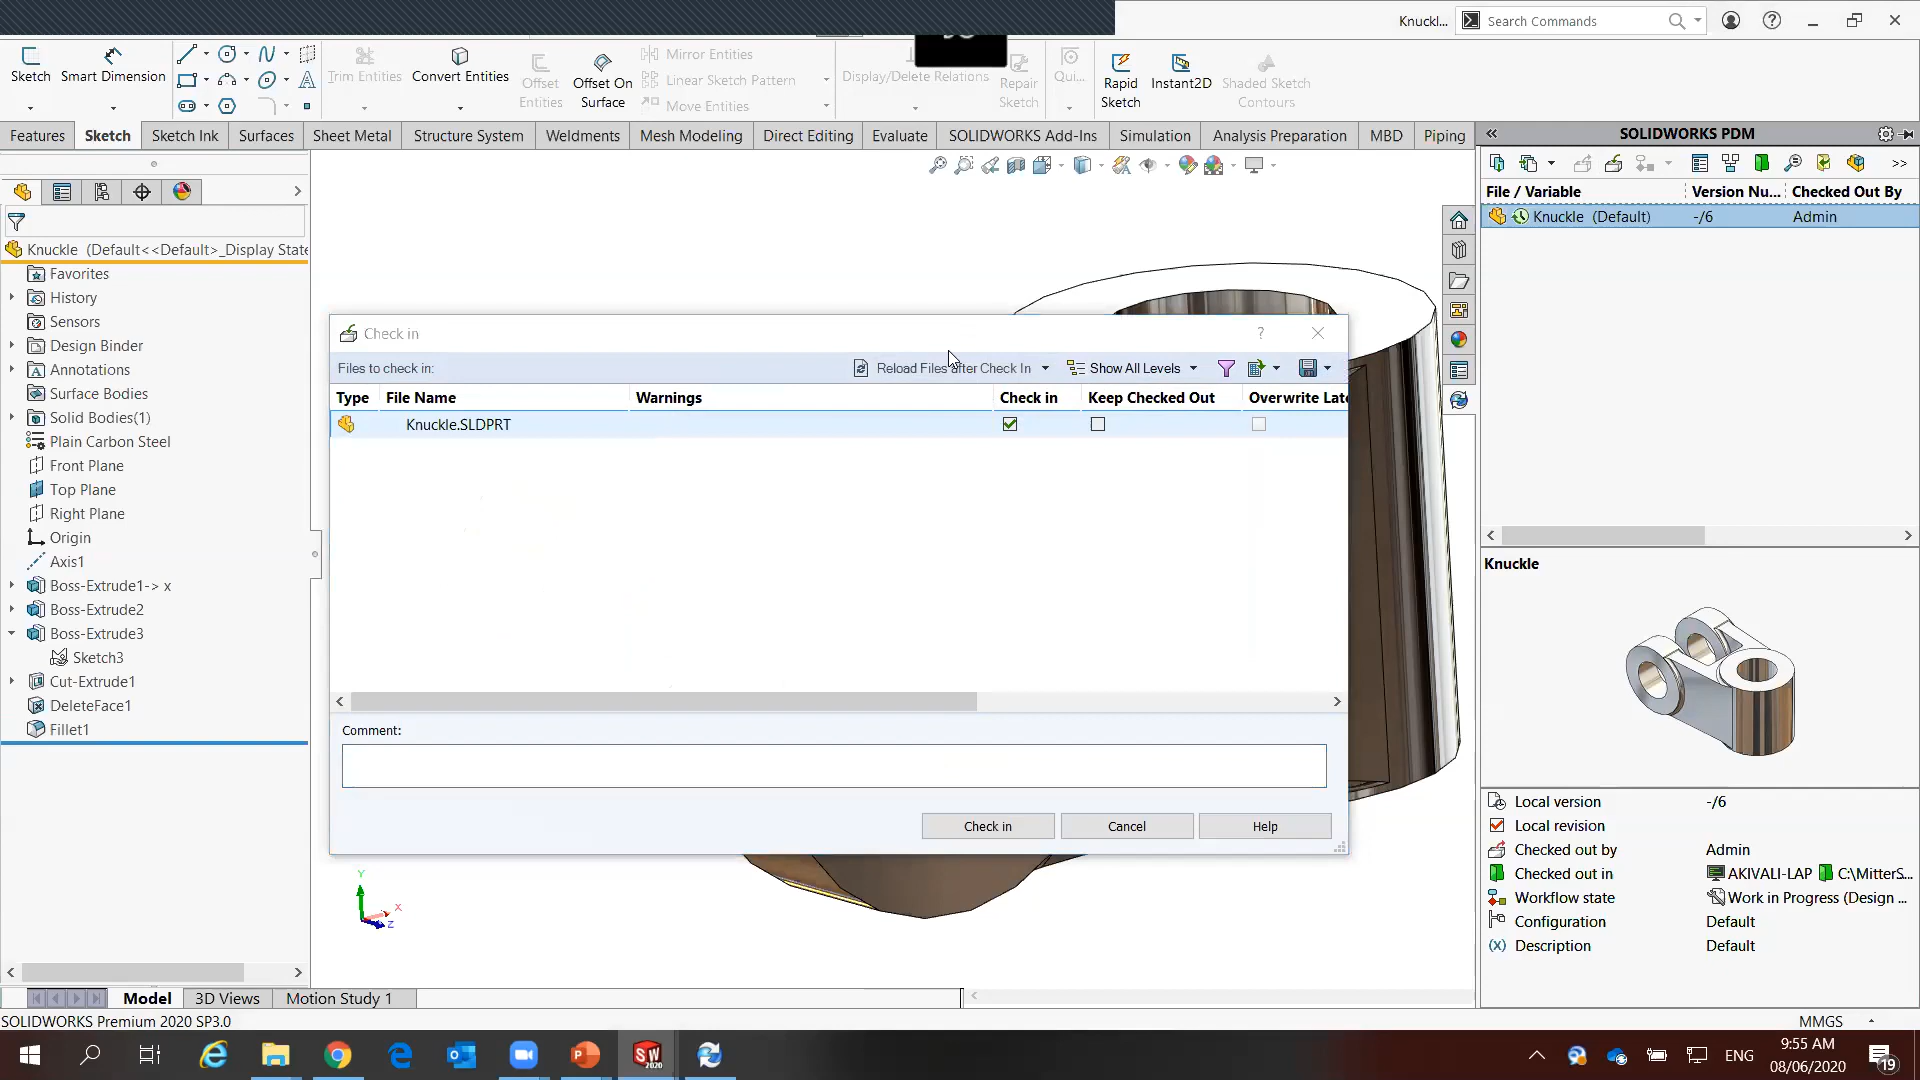 Knuckl...
Search Commands
Sketch
Smart Dimension
Trim Entities
Convert Entities
Offset Entities
Offset On Surface
Mirror Entities
Linear Sketch Pattern
Move Entities
Display/Delete Relations
Repair Sketch
Qui...
Rapid Sketch
Instant2D
Shaded Sketch Contours
Features
Sketch
Sketch Ink
Surfaces
Sheet Metal
Structure System
Weldments
Mesh Modeling
Direct Editing
Evaluate
SOLIDWORKS Add-Ins
Simulation
Analysis Preparation
MBD
Piping
SOLIDWORKS PDM
File / Variable
Version Nu...
Checked Out By
Knuckle (Default)
-/6
Admin
Knuckle (Default<<Default>_Display State
Favorites
History
Sensors
Design Binder
Annotations
Surface Bodies
Solid Bodies(1)
Plain Carbon Steel
Front Plane
Top Plane
Right Plane
Origin
Axis1
Boss-Extrude1-> x
Boss-Extrude2
Boss-Extrude3
Sketch3
Cut-Extrude1
DeleteFace1
Fillet1
Check in
Files to check in:
Reload Files after Check In
Show All Levels
Type
File Name
Warnings
Check in
Keep Checked Out
Overwrite Late
Knuckle.SLDPRT
Comment:
Check in
Cancel
Help
Y
X
Z
Knuckle
Local version
-/6
Local revision
Checked out by
Admin
Checked out in
AKIVALI-LAP
C:\MitterS...
Workflow state
Work in Progress (Design ...
Configuration
Default
Description
Default
Model
3D Views
Motion Study 1
SOLIDWORKS Premium 2020 SP3.0
MMGS
SW
2020
ENG
9:55 AM
08/06/2020
19